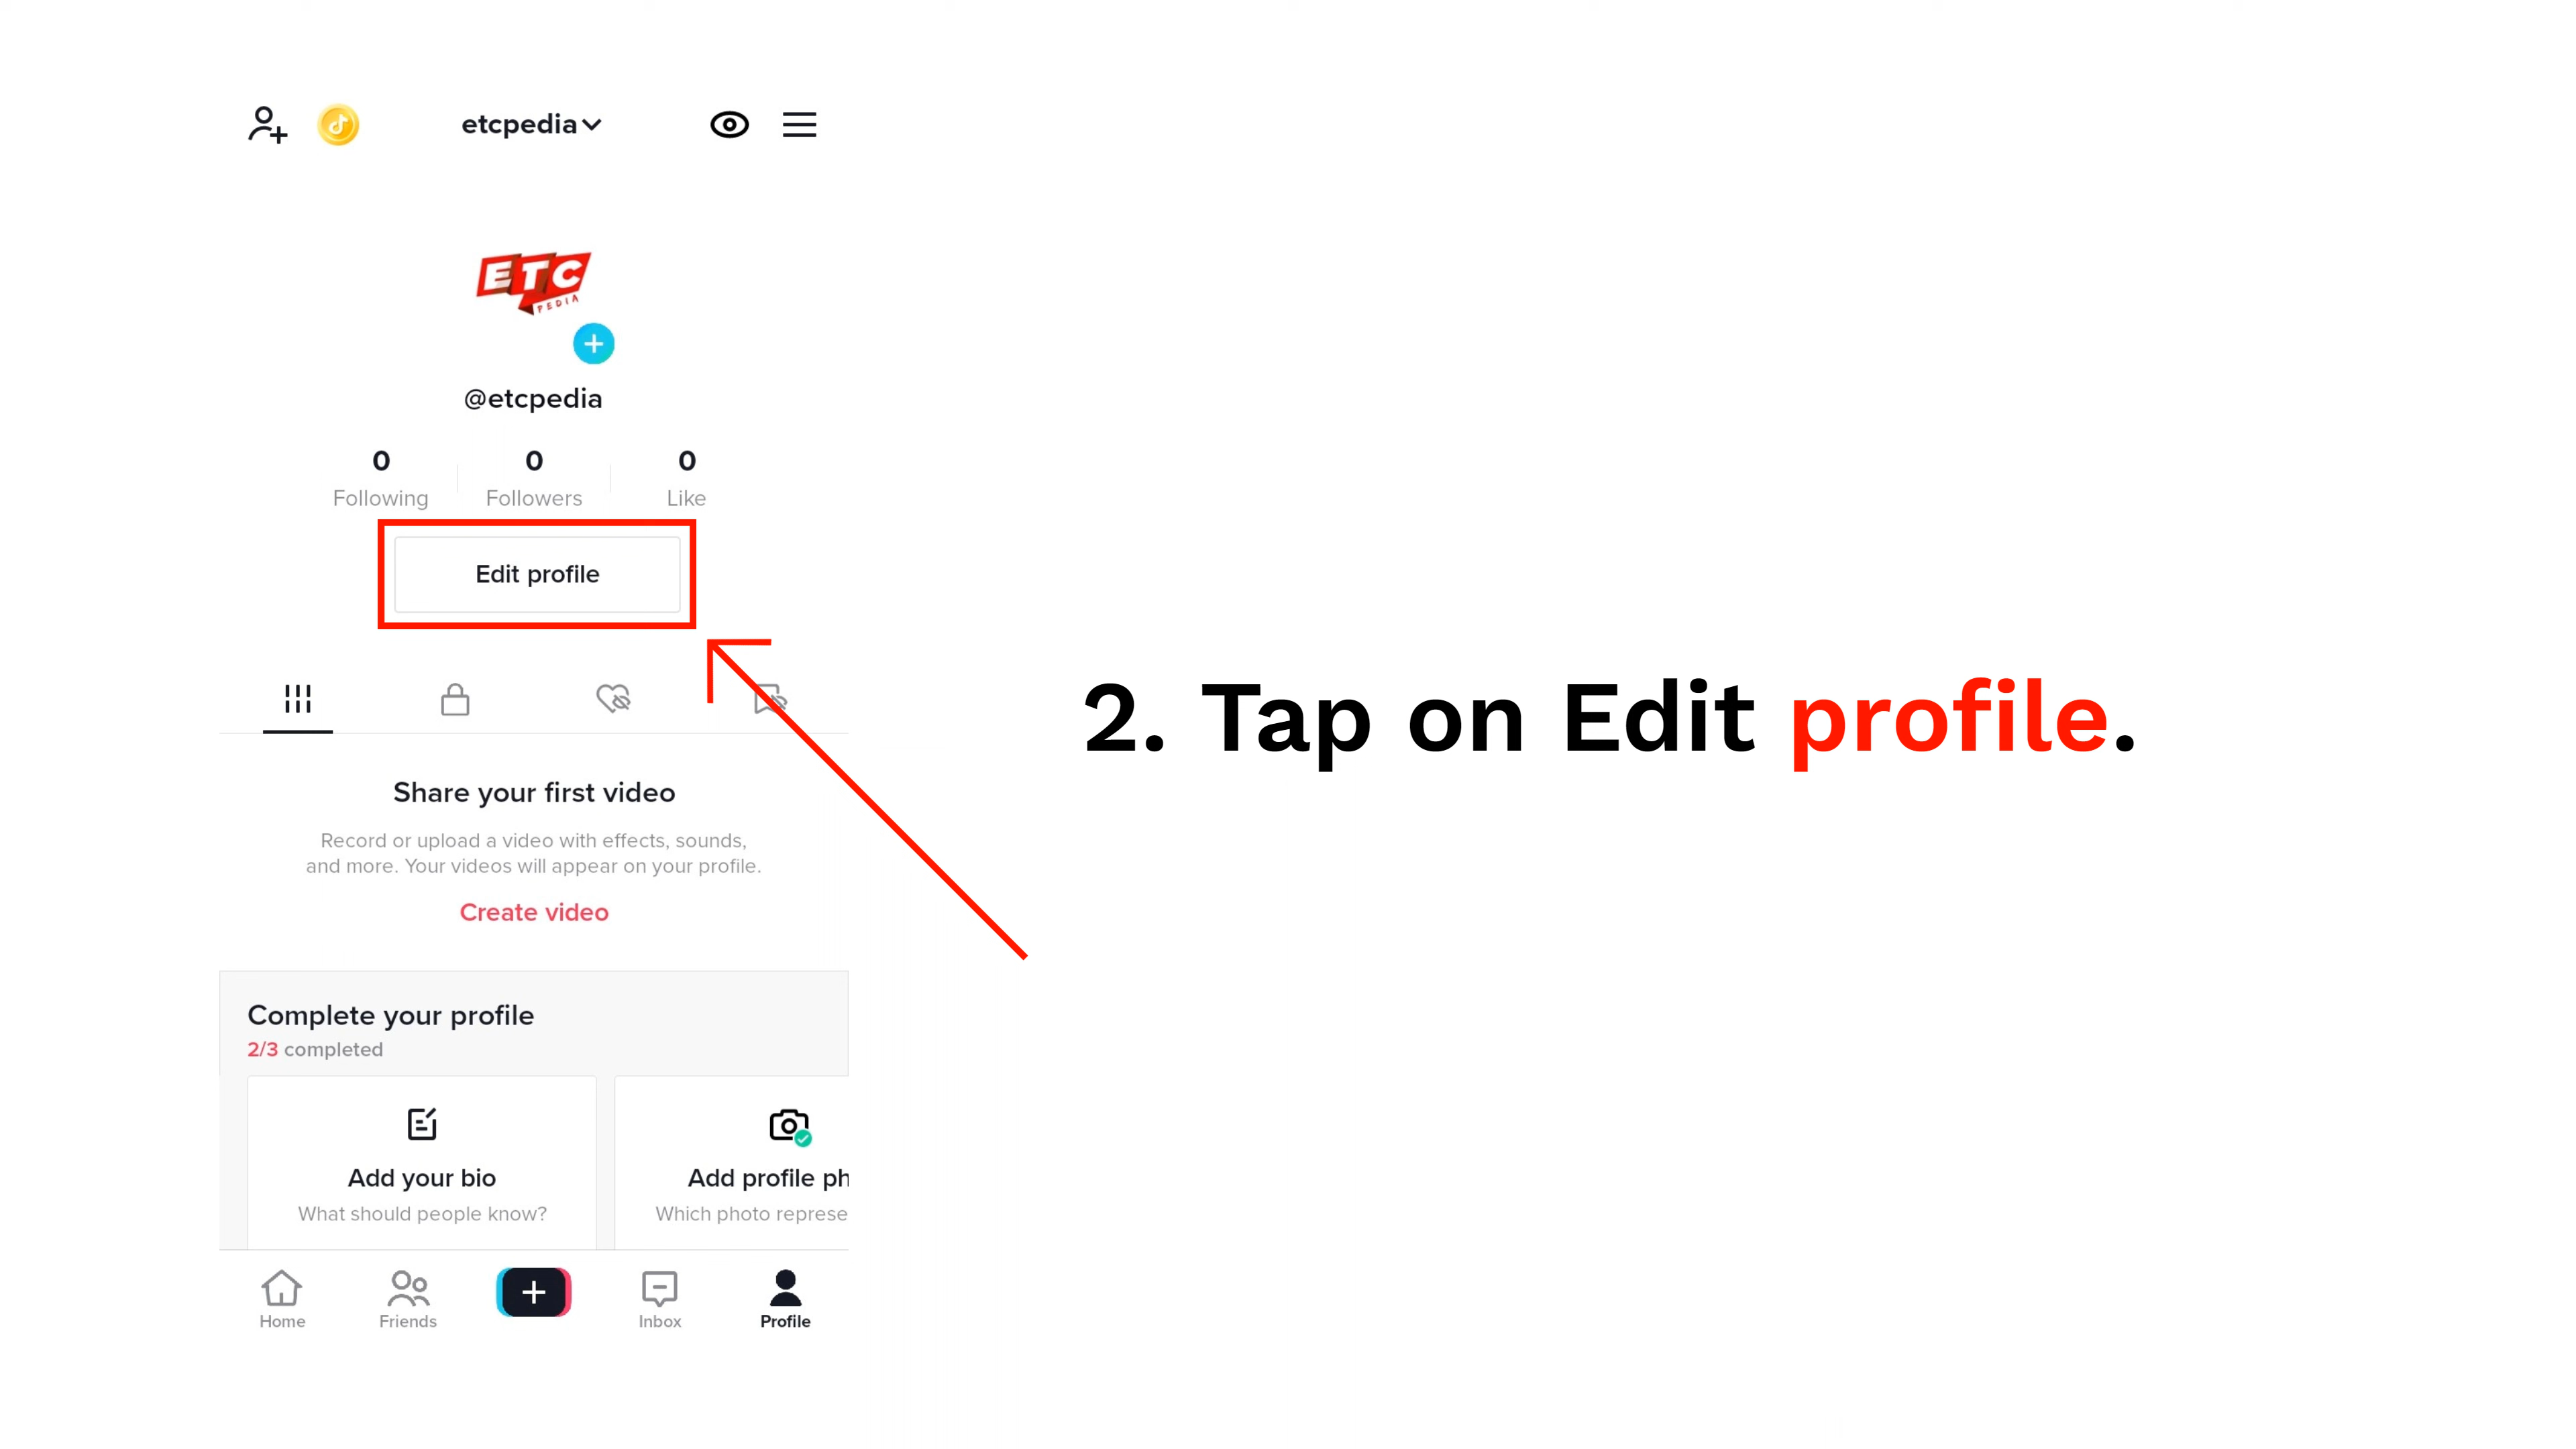 etcpedia
ETC
PEDIA
@etcpedia
0 0 0
Following Followers Like
Edit profile
2. Tap on Edit profile.
Share your first video
Record or upload a video with effects, sounds,
and more. Your videos will appear on your profile.
Create video
Complete your profile
2/3 completed
Add your bio Add profile ph
What should people know? Which photo represe
Home Friends Inbox Profile